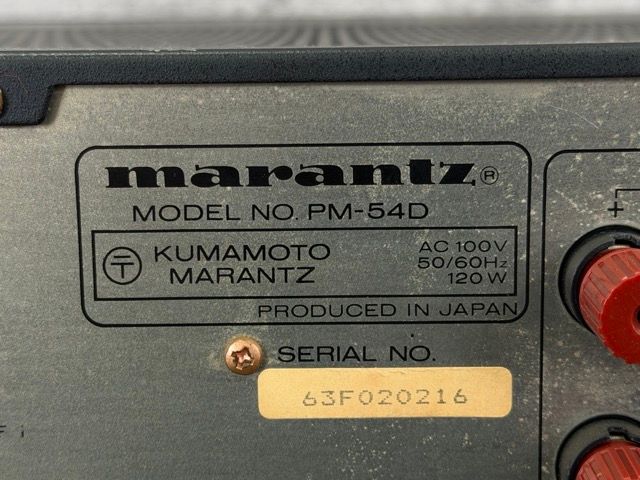 marantz®
MODEL NO. PM-54D
〒 KUMAMOTO
MARANTZ
AC 100V
50/60Hz
120W
PRODUCED IN JAPAN
SERIAL NO.
63F020216
+